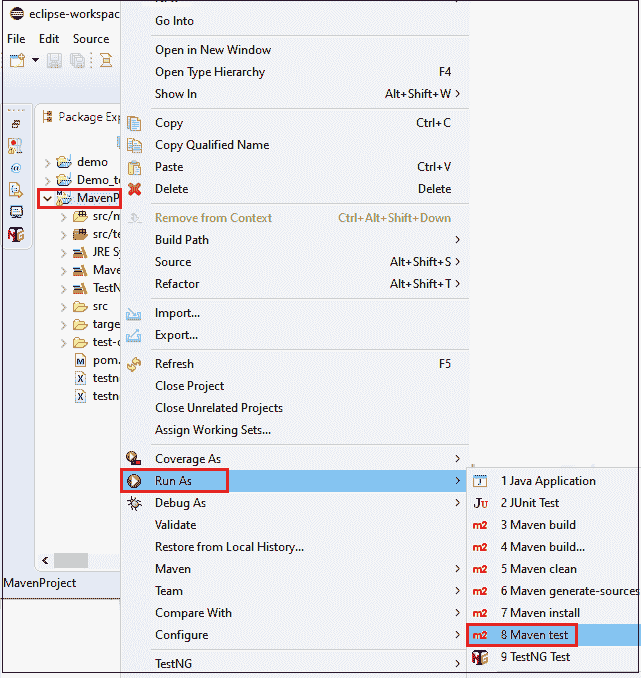 eclipse-workspac
File Edit Source
Package Exp
demo
Demo_te
MavenP
src/m
src/te
JRE Sy
Mave
TestN
src
targe
test-o
pom.
testn
testn
MavenProject
Go Into
Open in New Window
Open Type Hierarchy F4
Show In Alt+Shift+W >
Copy Ctrl+C
Copy Qualified Name
Paste Ctrl+V
Delete Delete
Remove from Context Ctrl+Alt+Shift+Down
Build Path >
Source Alt+Shift+S >
Refactor Alt+Shift+T >
Import...
Export...
Refresh F5
Close Project
Close Unrelated Projects
Assign Working Sets...
Coverage As >
Run As >
Debug As >
Validate
Restore from Local History...
Maven >
Team >
Compare With >
Configure >
TestNG >
1 Java Application
JU 2 JUnit Test
m2 3 Maven build
m2 4 Maven build...
m2 5 Maven clean
m2 6 Maven generate-sources
m2 7 Maven install
m2 8 Maven test
9 TestNG Test